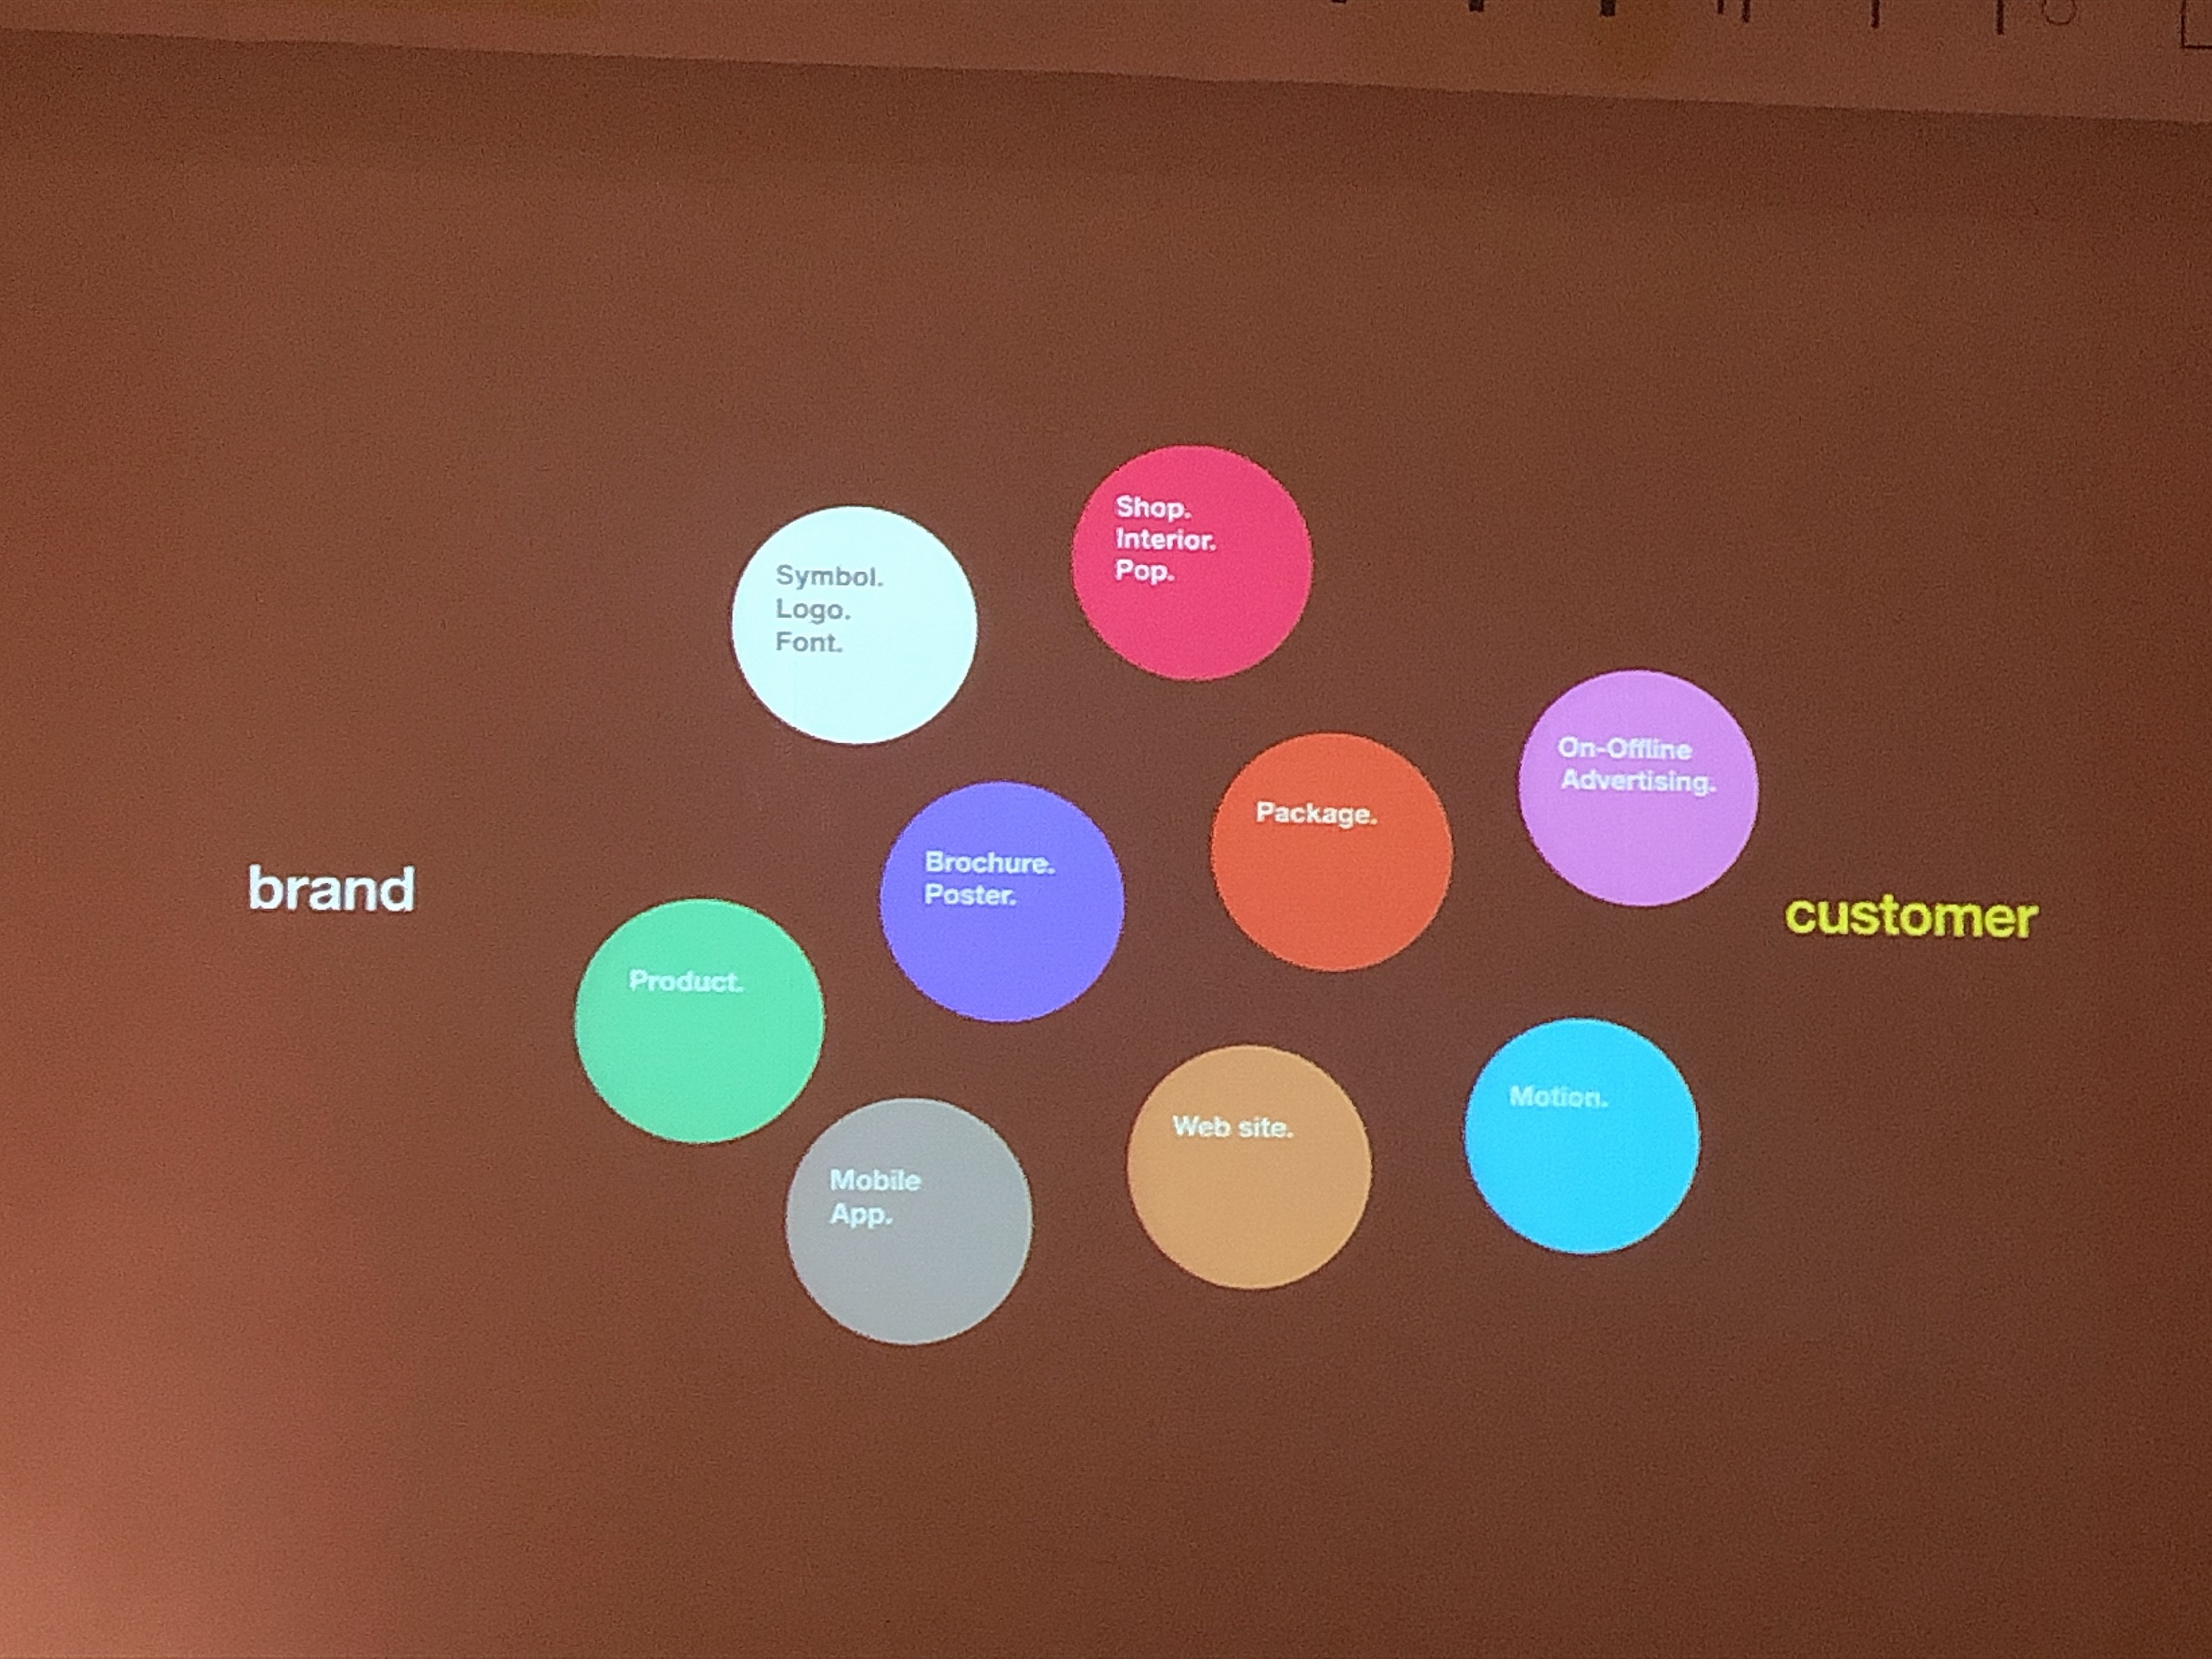 Shop.
Interior.
Pop.
Symbol.
Logo.
Font.
On-Offline
Advertising.
Package.
Brochure.
Poster.
brand
customer
Product.
Motion.
Web site.
Mobile
App.